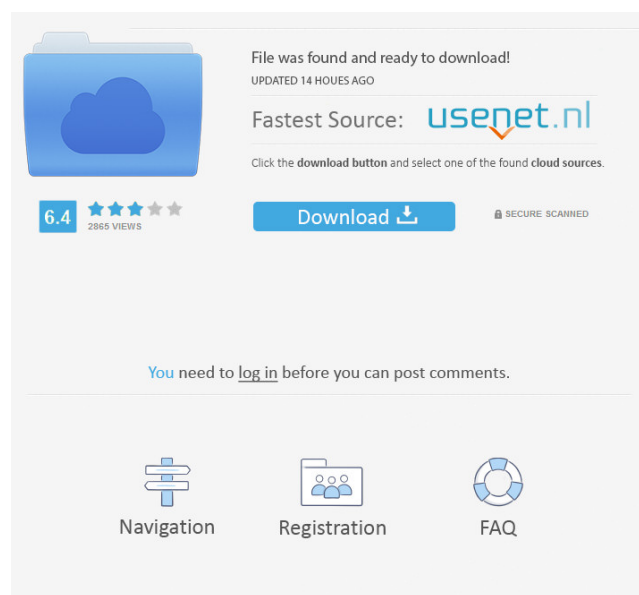 File was found and ready to download!
UPDATED 14 HOUES AGO
Fastest Source: usenet.nl
Click the download button and select one of the found cloud sources.
6.4
2865 VIEWS
Download
SECURE SCANNED
You need to log in before you can post comments.
Navigation
Registration
FAQ